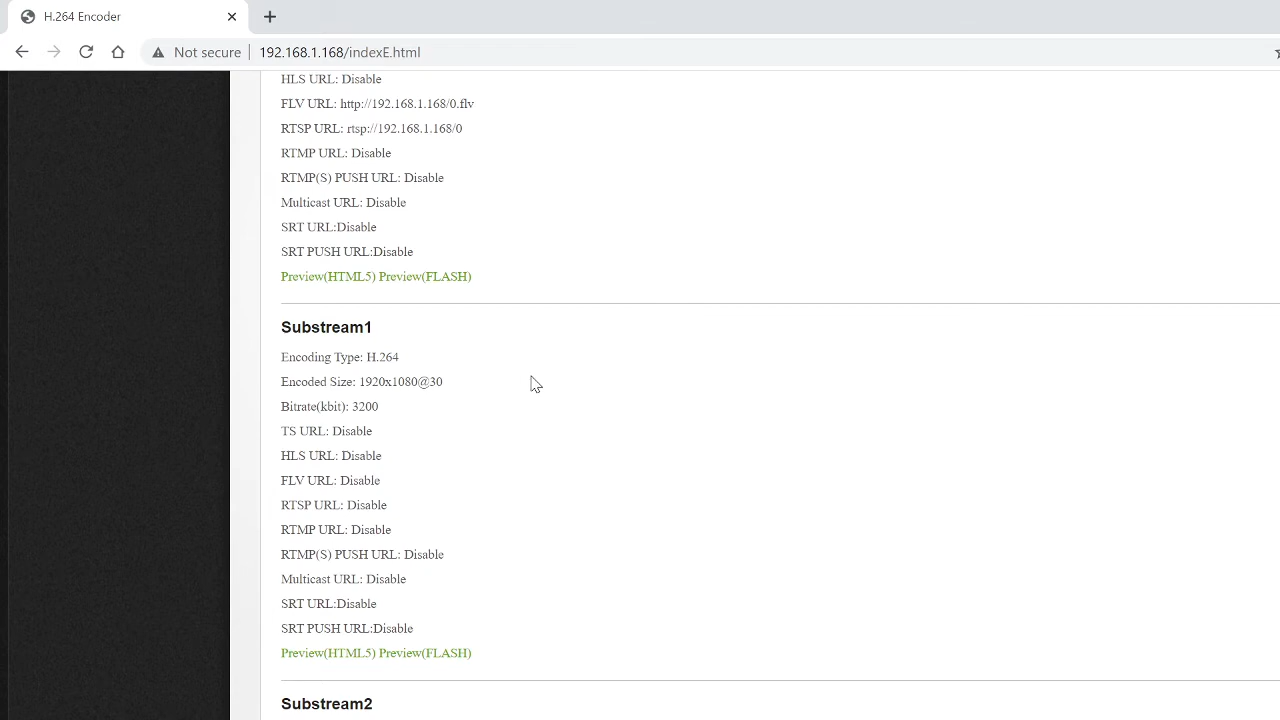 H.264 Encoder
Not secure
192.168.1.168/indexE.html
HLS URL: Disable
FLV URL: http://192.168.1.168/0.flv
RTSP URL: rtsp://192.168.1.168/0
RTMP URL: Disable
RTMP(S) PUSH URL: Disable
Multicast URL: Disable
SRT URL:Disable
SRT PUSH URL:Disable
Preview(HTML5) Preview(FLASH)
Substream1
Encoding Type: H.264
Encoded Size: 1920x1080@30
Bitrate(kbit): 3200
TS URL: Disable
HLS URL: Disable
FLV URL: Disable
RTSP URL: Disable
RTMP URL: Disable
RTMP(S) PUSH URL: Disable
Multicast URL: Disable
SRT URL:Disable
SRT PUSH URL:Disable
Preview(HTML5) Preview(FLASH)
Substream2